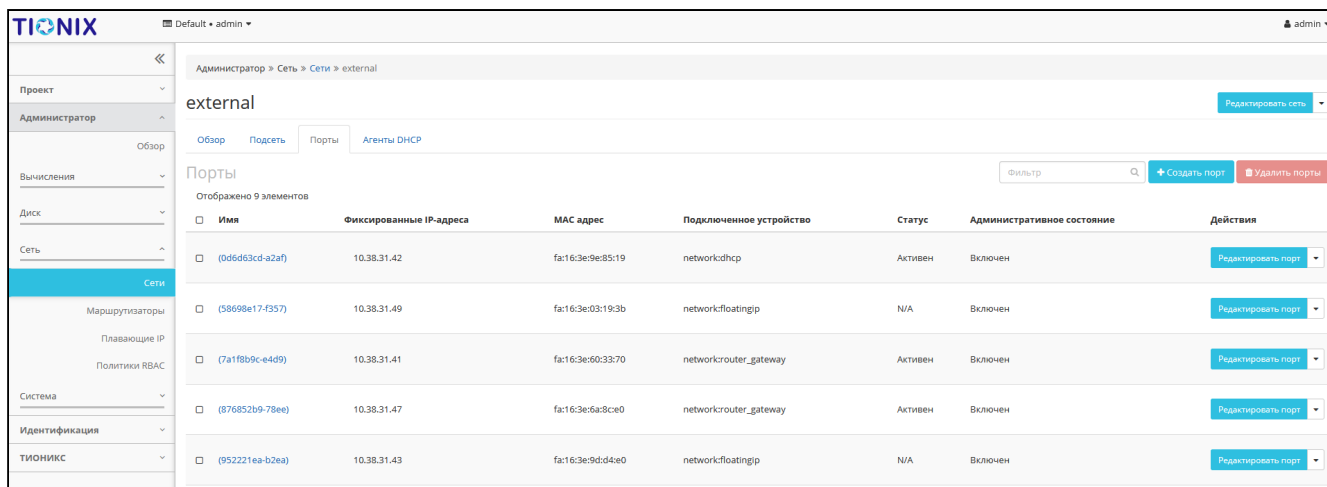 TIONIX
Default • admin
admin
Администратор » Сеть » Сети » external
Проект
Администратор
Обзор
Вычисления
Диск
Сеть
Сети
Маршрутизаторы
Плавающие IP
Политики RBAC
Система
Идентификация
ТИОНИКС
external
Редактировать сеть
Обзор Подсеть Порты Агенты DHCP
Порты
Фильтр
Создать порт
Удалить порты
Отображено 9 элементов
Имя Фиксированные IP-адреса MAC адрес Подключенное устройство Статус Административное состояние Действия
(0d6d63cd-a2af) 10.38.31.42 fa:16:3e:9e:85:19 network:dhcp Активен Включен Редактировать порт
(58698e17-f357) 10.38.31.49 fa:16:3e:03:19:3b network:floatingip N/A Включен Редактировать порт
(7a1f8b9c-e4d9) 10.38.31.41 fa:16:3e:60:33:70 network:router_gateway Активен Включен Редактировать порт
(876852b9-78ee) 10.38.31.47 fa:16:3e:6a:8c:e0 network:router_gateway Активен Включен Редактировать порт
(952221ea-b2ea) 10.38.31.43 fa:16:3e:9d:d4:e0 network:floatingip N/A Включен Редактировать порт